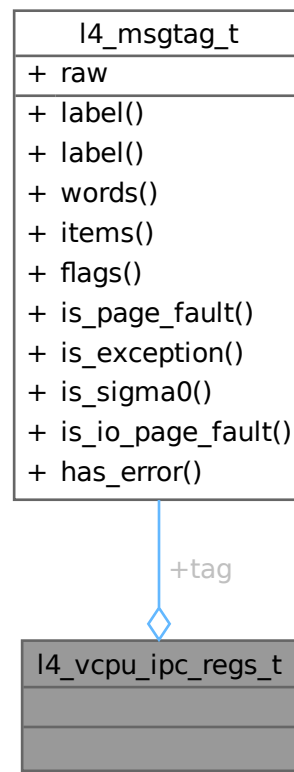 l4_msgtag_t
+ raw
+ label()
+ label()
+ words()
+ items()
+ flags()
+ is_page_fault()
+ is_exception()
+ is_sigma0()
+ is_io_page_fault()
+ has_error()
+tag
l4_vcpu_ipc_regs_t